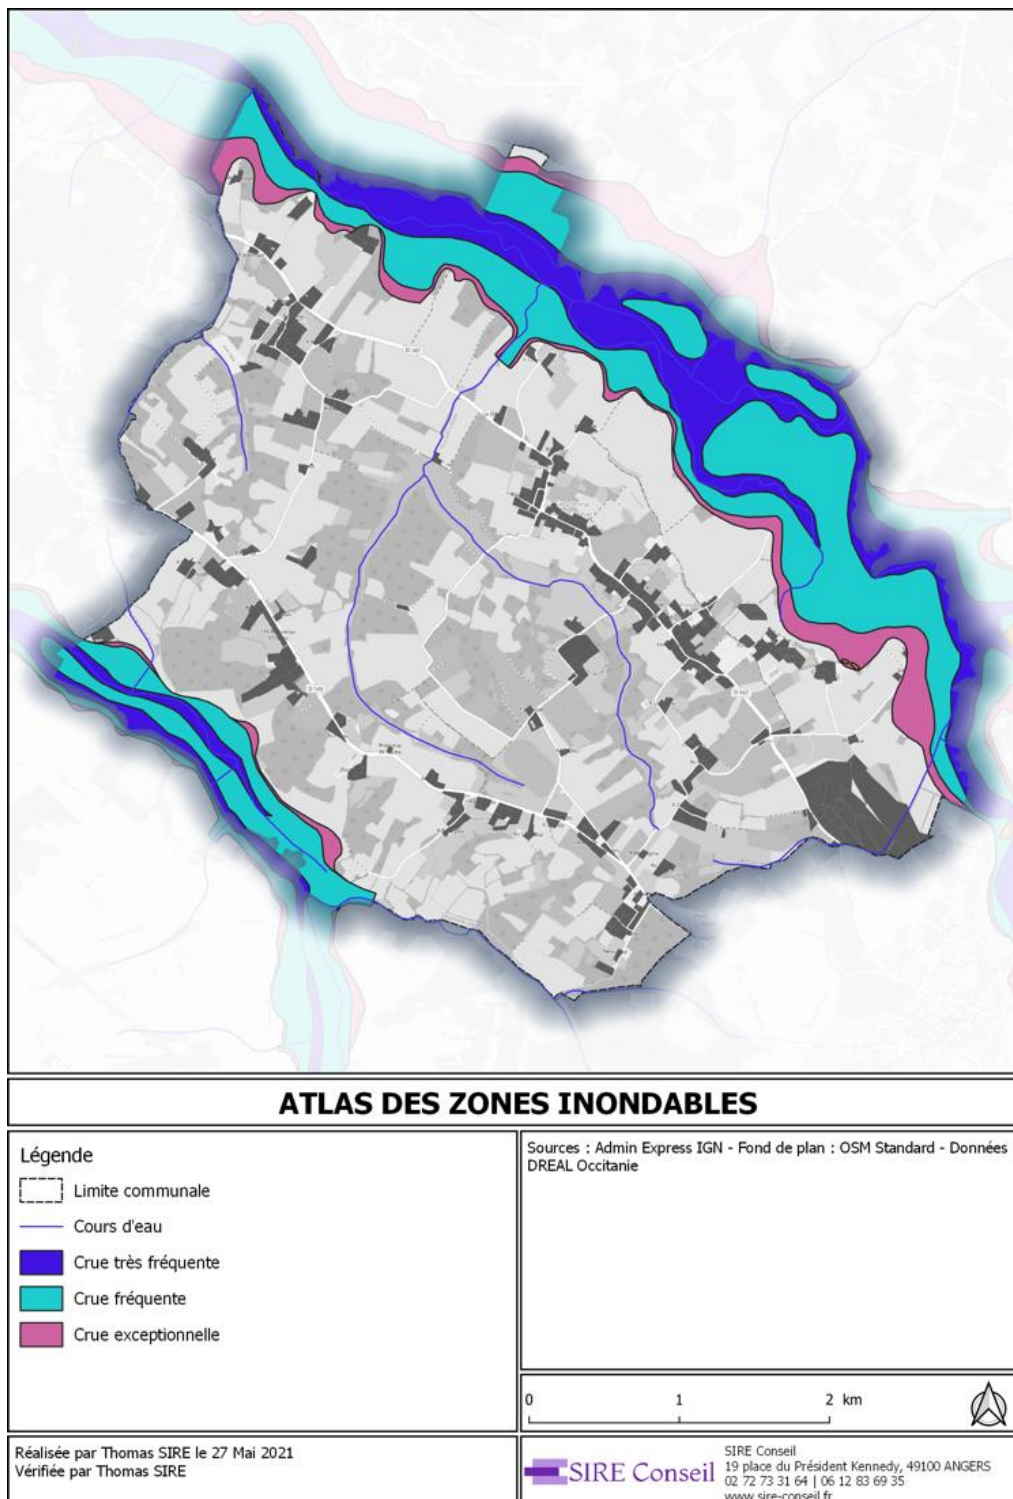 ATLAS DES ZONES INONDABLES
Légende
Limite communale
Cours d'eau
Crue très fréquente
Crue fréquente
Crue exceptionnelle
Sources : Admin Express IGN - Fond de plan : OSM Standard - Données
DREAL Occitanie
0 1 2 km
Réalisée par Thomas SIRE le 27 Mai 2021
Vérifiée par Thomas SIRE
SIRE Conseil
SIRE Conseil
19 place du Président Kennedy, 49100 ANGERS
02 72 73 31 64 | 06 12 83 69 35
www.sire-conseil.fr